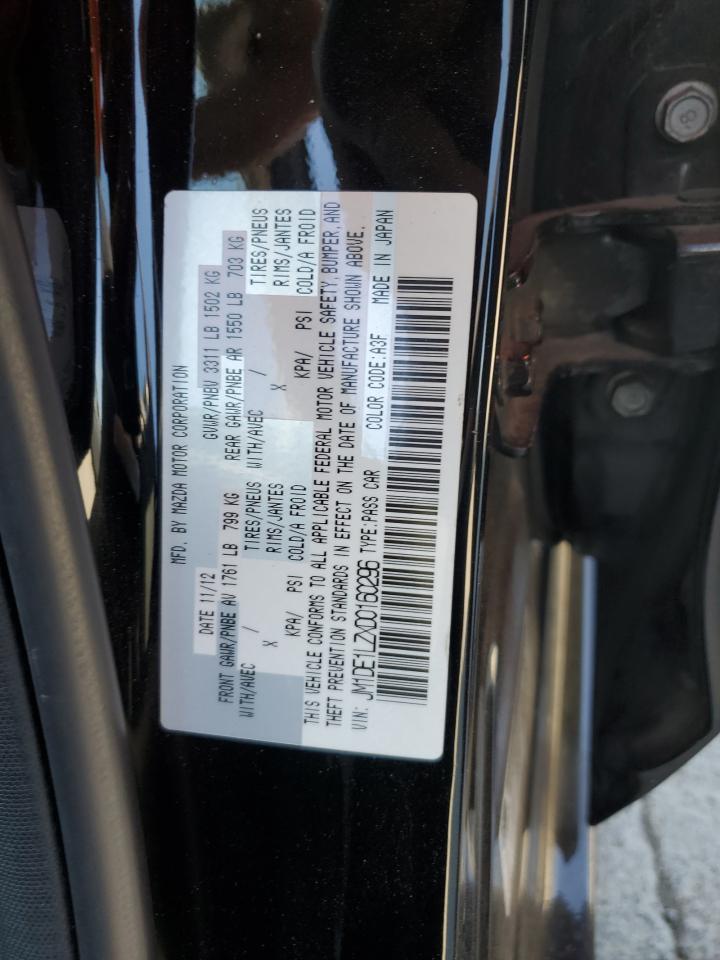 MFD. BY MAZDA MOTOR CORPORATION
DATE 11/12 GVWR/PNBV 3311 LB 1502 KG
FRONT GAWR/PNBE AV 1761 LB 799 KG REAR GAWR/PNBE AR 1550 LB 703 KG
WITH/AVEC / TIRES/PNEUS WITH/AVEC / TIRES/PNEUS
X RIMS/JANTES X RIMS/JANTES
KPA/ PSI COLD/A FROID KPA/ PSI COLD/A FROID
THIS VEHICLE CONFORMS TO ALL APPLICABLE FEDERAL MOTOR VEHICLE SAFETY, BUMPER, AND
THEFT PREVENTION STANDARDS IN EFFECT ON THE DATE OF MANUFACTURE SHOWN ABOVE.
VIN: JM1DE1LZXD0160296 TYPE:PASS CAR COLOR CODE:A3F MADE IN JAPAN
8